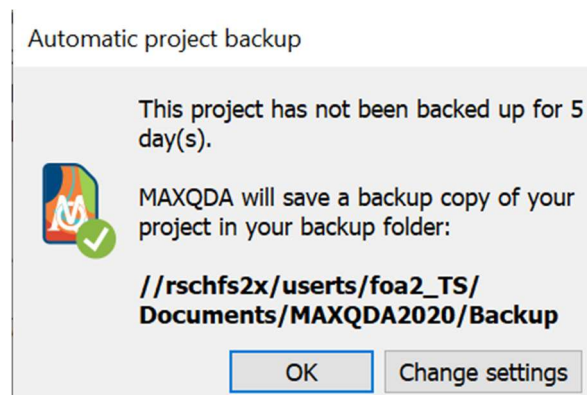 Automatic project backup
This project has not been backed up for 5
day(s).
MAXQDA will save a backup copy of your
project in your backup folder:
//rschfs2x/userts/foa2_TS/
Documents/MAXQDA2020/Backup
OK
Change settings